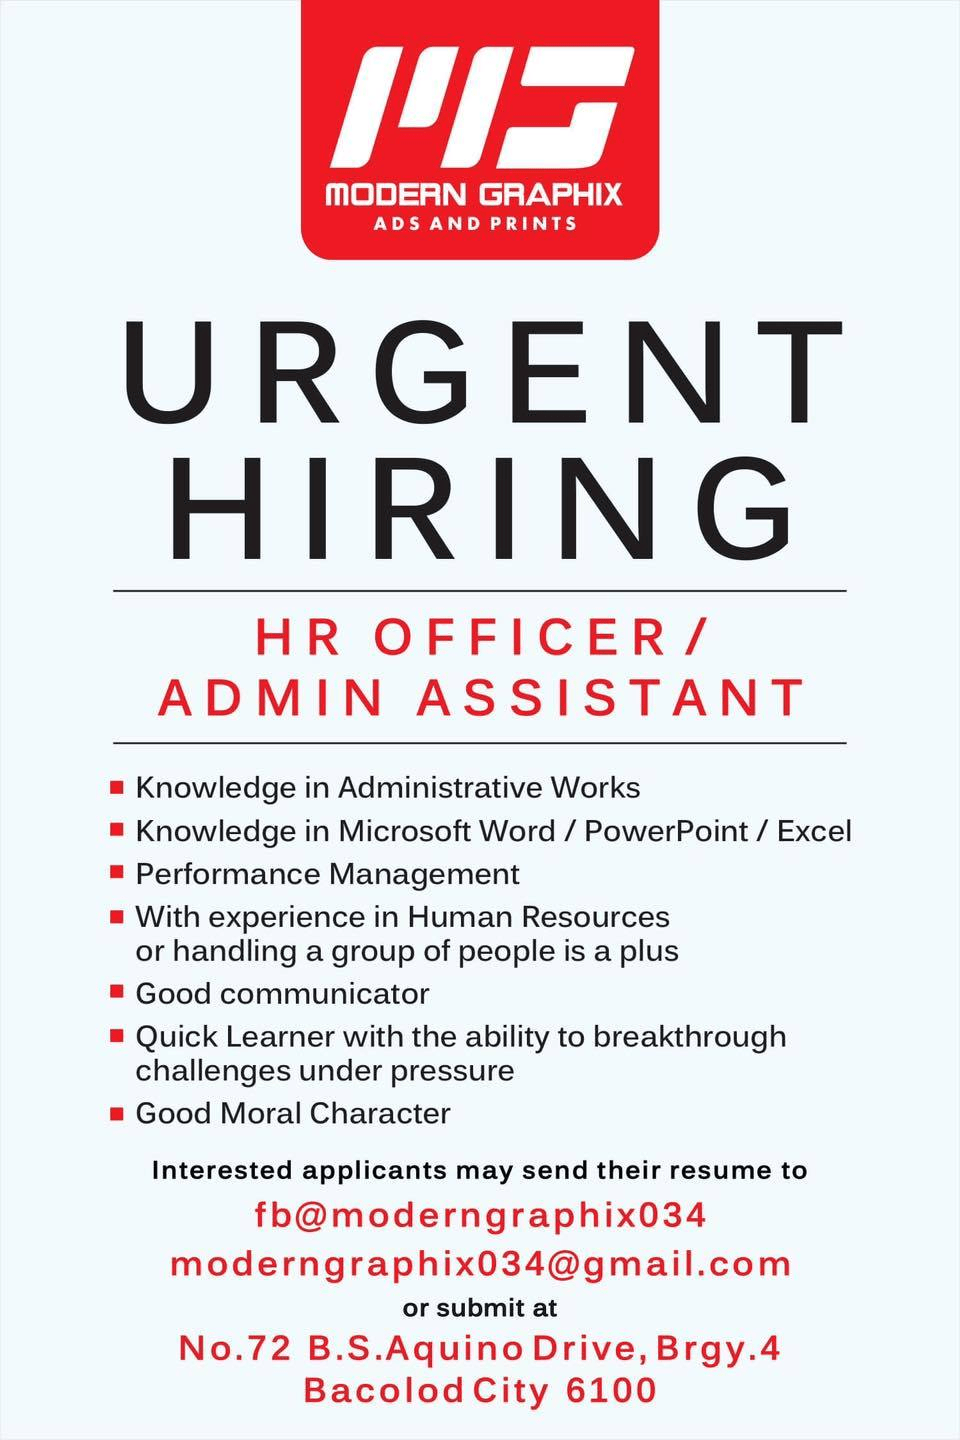 MG
MODERN GRAPHIX
ADS AND PRINTS
URGENT
HIRING
HR OFFICER /
ADMIN ASSISTANT
Knowledge in Administrative Works
Knowledge in Microsoft Word / PowerPoint / Excel
Performance Management
With experience in Human Resources
or handling a group of people is a plus
Good communicator
Quick Learner with the ability to breakthrough
challenges under pressure
Good Moral Character
Interested applicants may send their resume to
fb@moderngraphix034
moderngraphix034@gmail.com
or submit at
No.72 B.S.Aquino Drive, Brgy.4
Bacolod City 6100